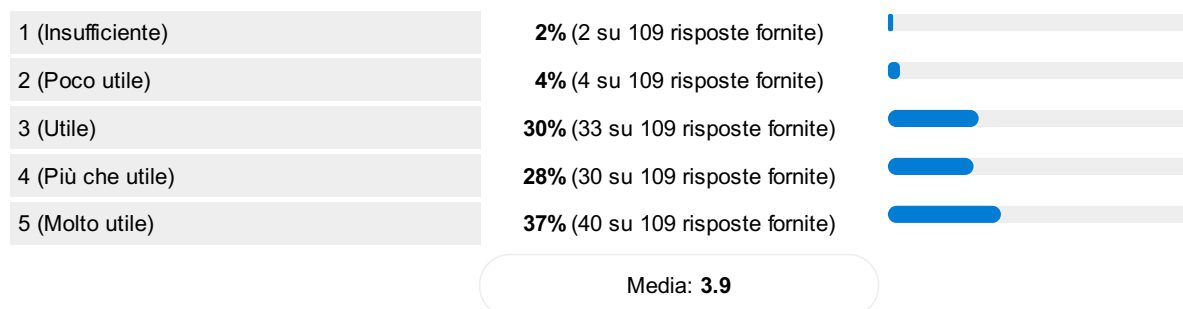 1 (Insufficiente) 2% (2 su 109 risposte fornite)
2 (Poco utile) 4% (4 su 109 risposte fornite)
3 (Utile) 30% (33 su 109 risposte fornite)
4 (Più che utile) 28% (30 su 109 risposte fornite)
5 (Molto utile) 37% (40 su 109 risposte fornite)
Media: 3.9